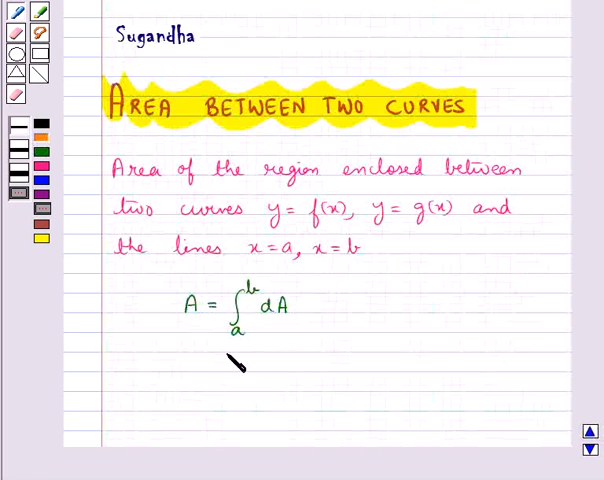 Sugandha
AREA BETWEEN TWO CURVES
Area of the region enclosed between
two curves y = f(x), y = g(x) and
the lines x = a, x = b
A = ∫_a^b dA